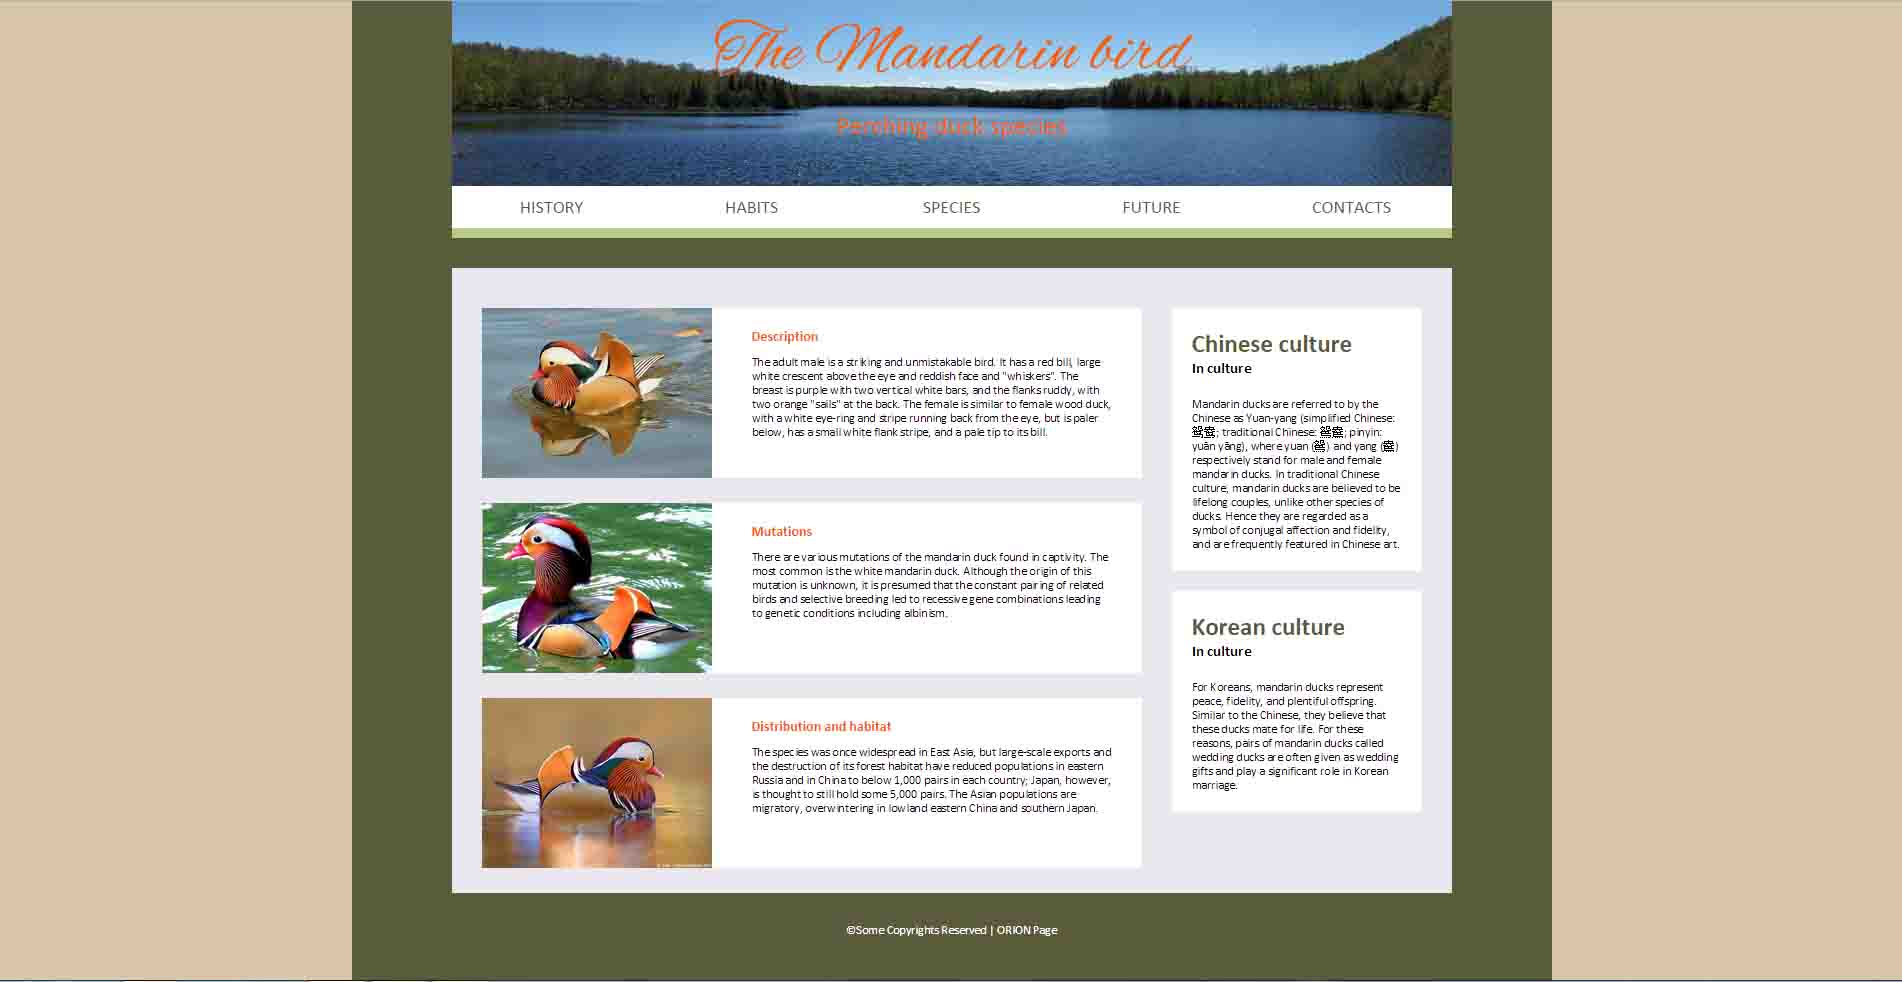 The Mandarin bird
Perching duck species
HISTORY HABITS SPECIES FUTURE CONTACTS
Description
The adult male is a striking and unmistakable bird. It has a red bill, large
white crescent above the eye and reddish face and "whiskers". The
breast is purple with two vertical white bars, and the flanks ruddy, with
two orange "sails" at the back. The female is similar to female wood duck,
with a white eye-ring and stripe running back from the eye, but is paler
below, has a small white flank stripe, and a pale tip to its bill.
Mutations
There are various mutations of the mandarin duck found in captivity. The
most common is the white mandarin duck. Although the origin of this
mutation is unknown, it is presumed that the constant pairing of related
birds and selective breeding led to recessive gene combinations leading
to genetic conditions including albinism.
Distribution and habitat
The species was once widespread in East Asia, but large-scale exports and
the destruction of its forest habitat have reduced populations in eastern
Russia and in China to below 1,000 pairs in each country; Japan, however,
is thought to still hold some 5,000 pairs. The Asian populations are
migratory, overwintering in lowland eastern China and southern Japan.
Chinese culture
In culture
Mandarin ducks are referred to by the
Chinese as Yuan-yang (simplified Chinese:
; traditional Chinese: ; pinyin:
yuān yāng), where yuan () and yang ()
respectively stand for male and female
mandarin ducks. In traditional Chinese
culture, mandarin ducks are believed to be
lifelong couples, unlike other species of
ducks. Hence they are regarded as a
symbol of conjugal affection and fidelity,
and are frequently featured in Chinese art.
Korean culture
In culture
For Koreans, mandarin ducks represent
peace, fidelity, and plentiful offspring.
Similar to the Chinese, they believe that
these ducks mate for life. For these
reasons, pairs of mandarin ducks called
wedding ducks are often given as wedding
gifts and play a significant role in Korean
marriage.
©Some Copyrights Reserved | ORION Page